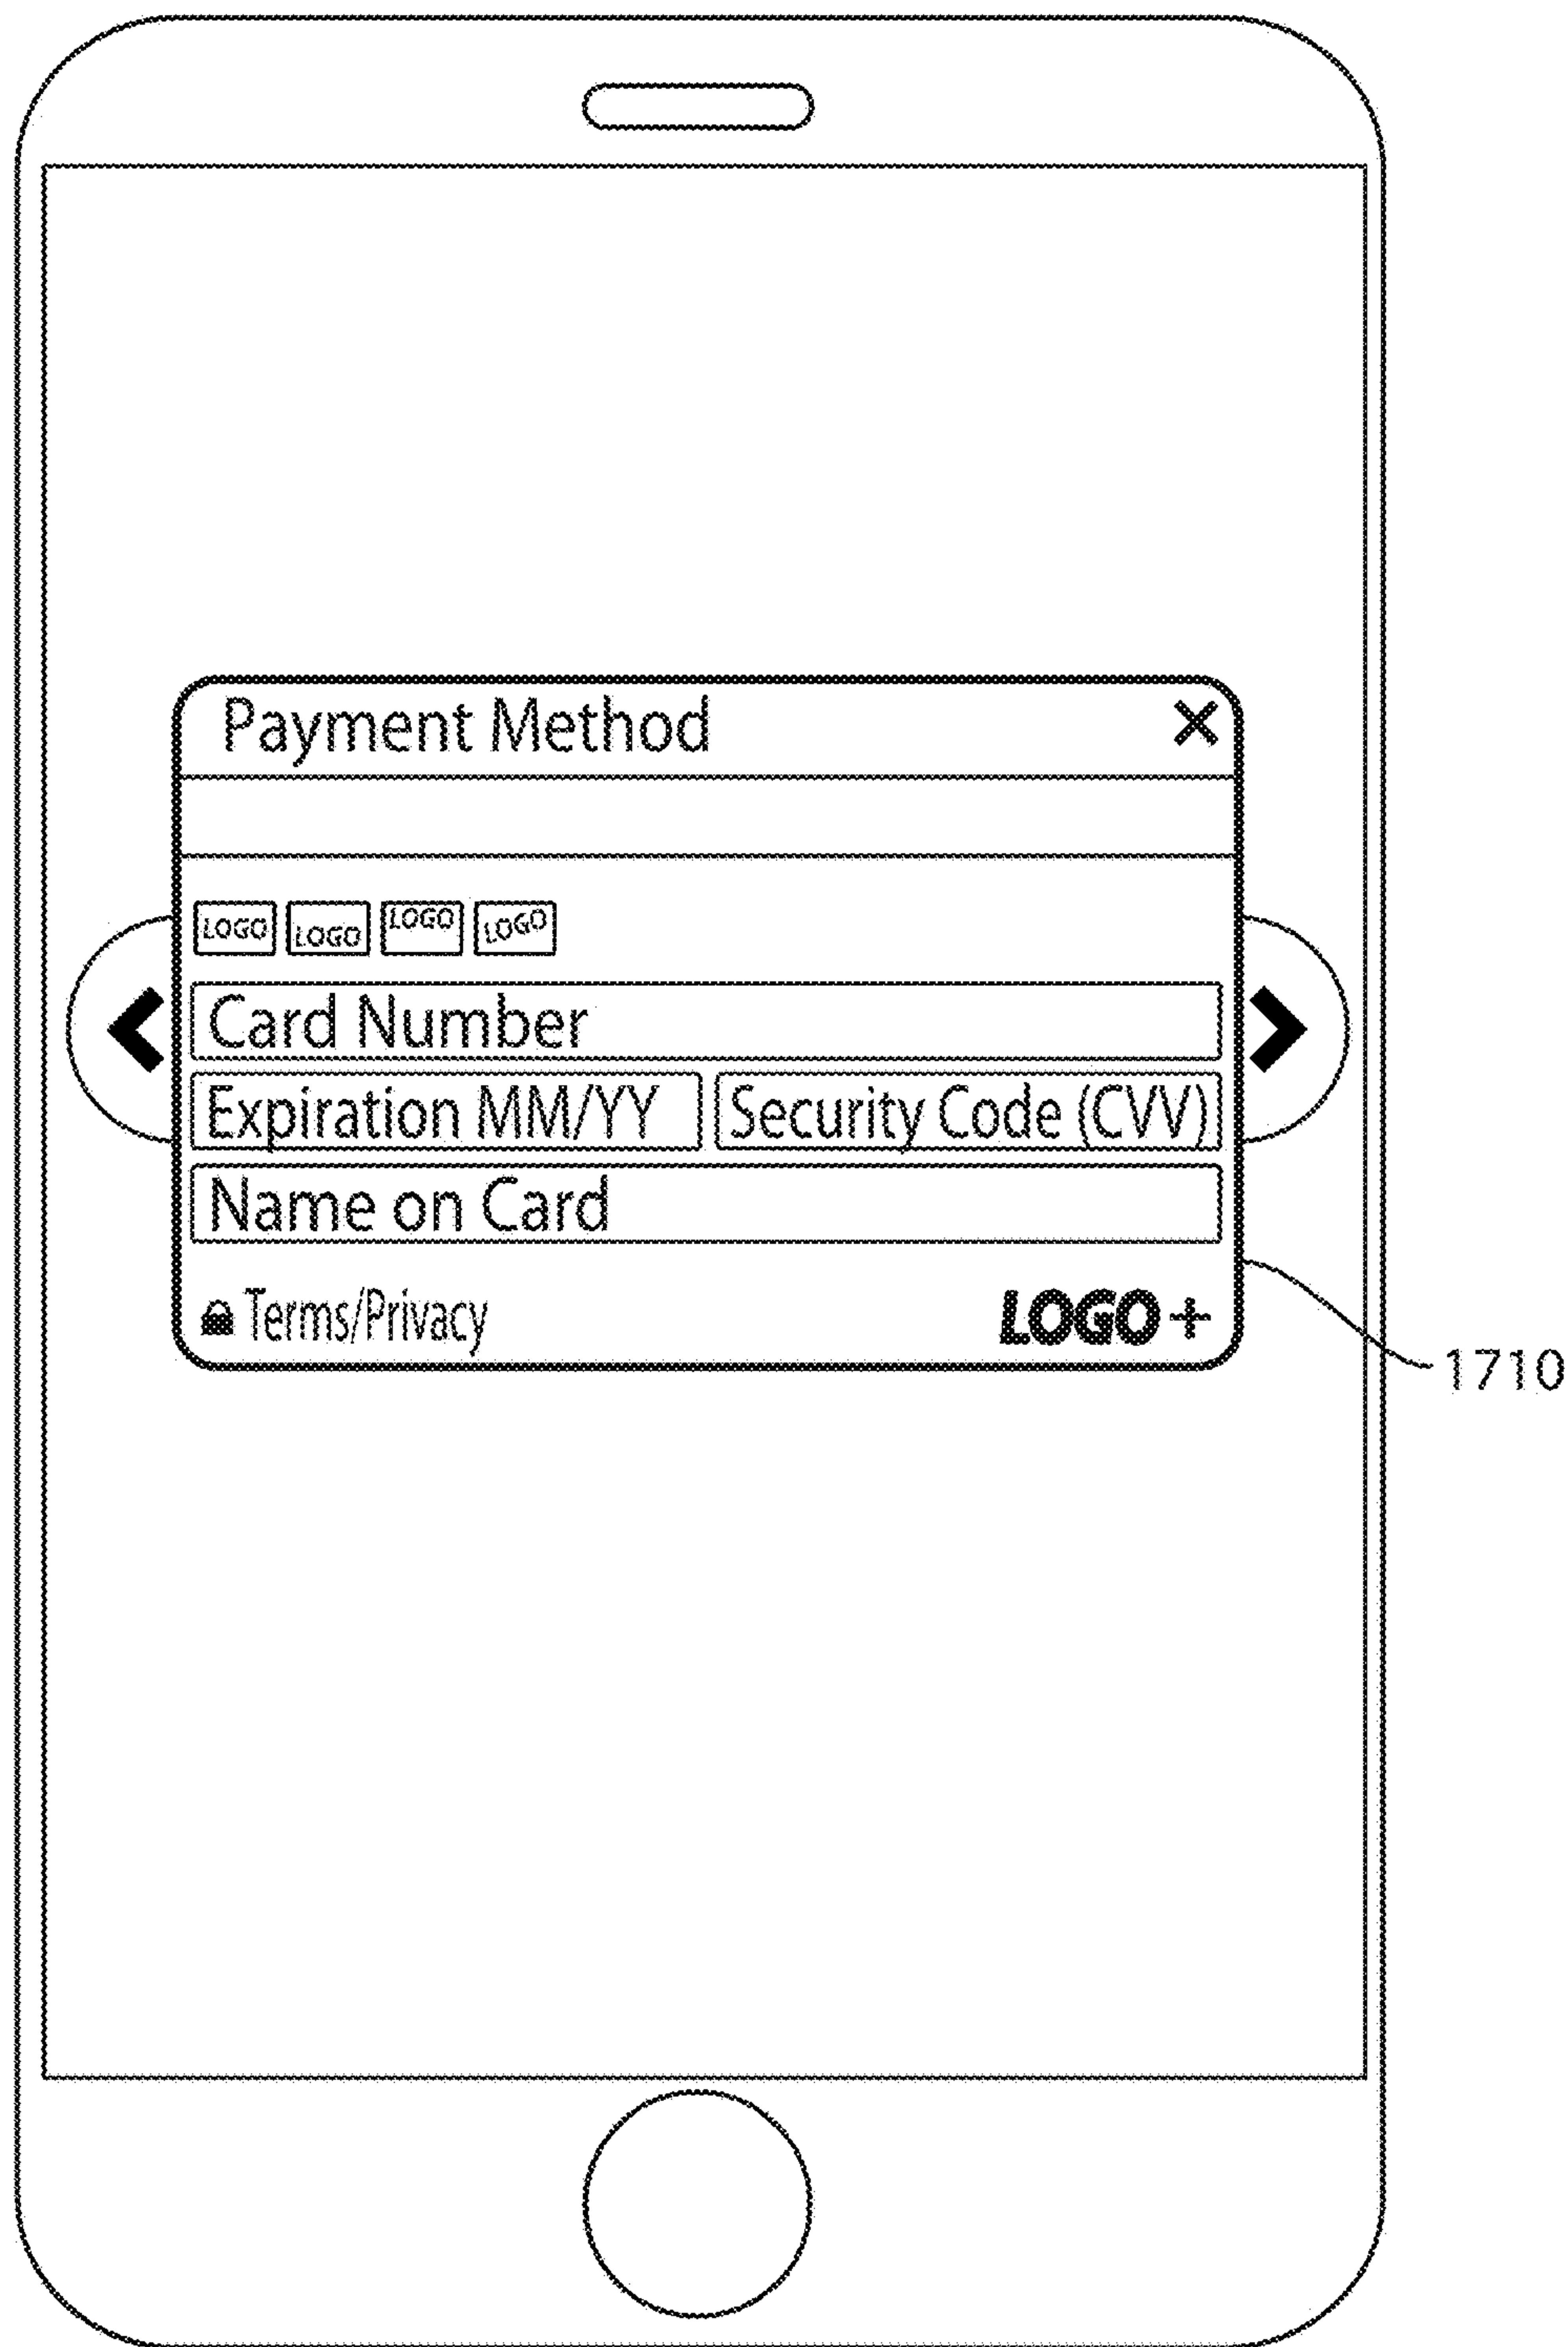 Payment Method ×
LOGO LOGO LOGO LOGO
Card Number
Expiration MM/YY Security Code (CVV)
Name on Card
Terms/Privacy LOGO+
1710